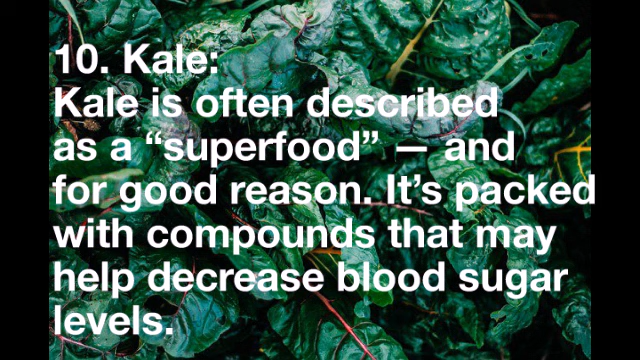 10. Kale:
Kale is often described
as a “superfood” — and
for good reason. It’s packed
with compounds that may
help decrease blood sugar
levels.